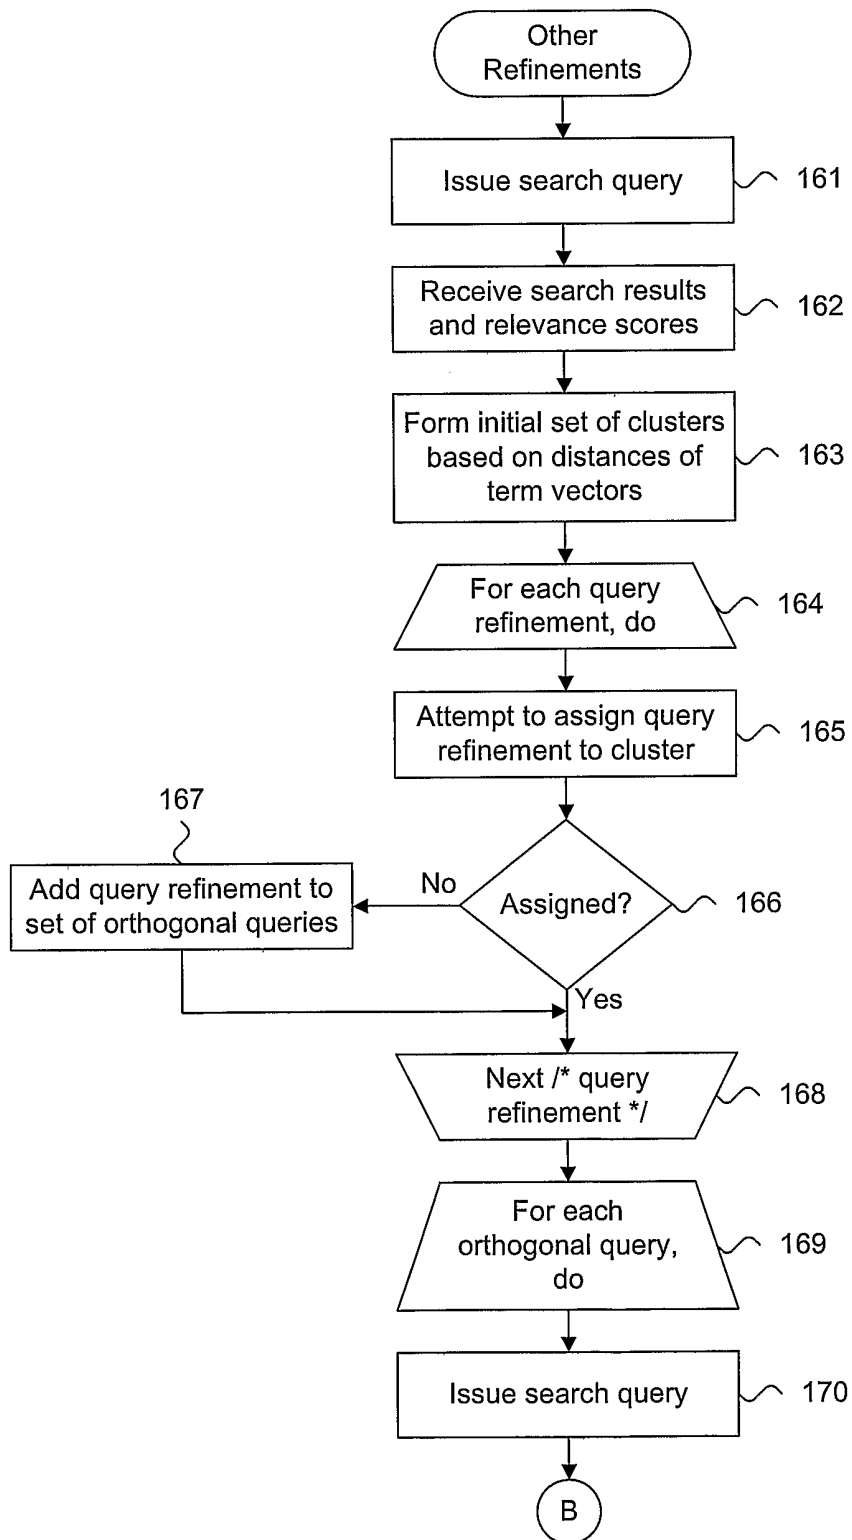 Other
Refinements
Issue search query
161
Receive search results
and relevance scores
162
Form initial set of clusters
based on distances of
term vectors
163
For each query
refinement, do
164
Attempt to assign query
refinement to cluster
165
167
Add query refinement to
set of orthogonal queries
No
Assigned?
166
Yes
Next /* query
refinement */
168
For each
orthogonal query,
do
169
Issue search query
170
B